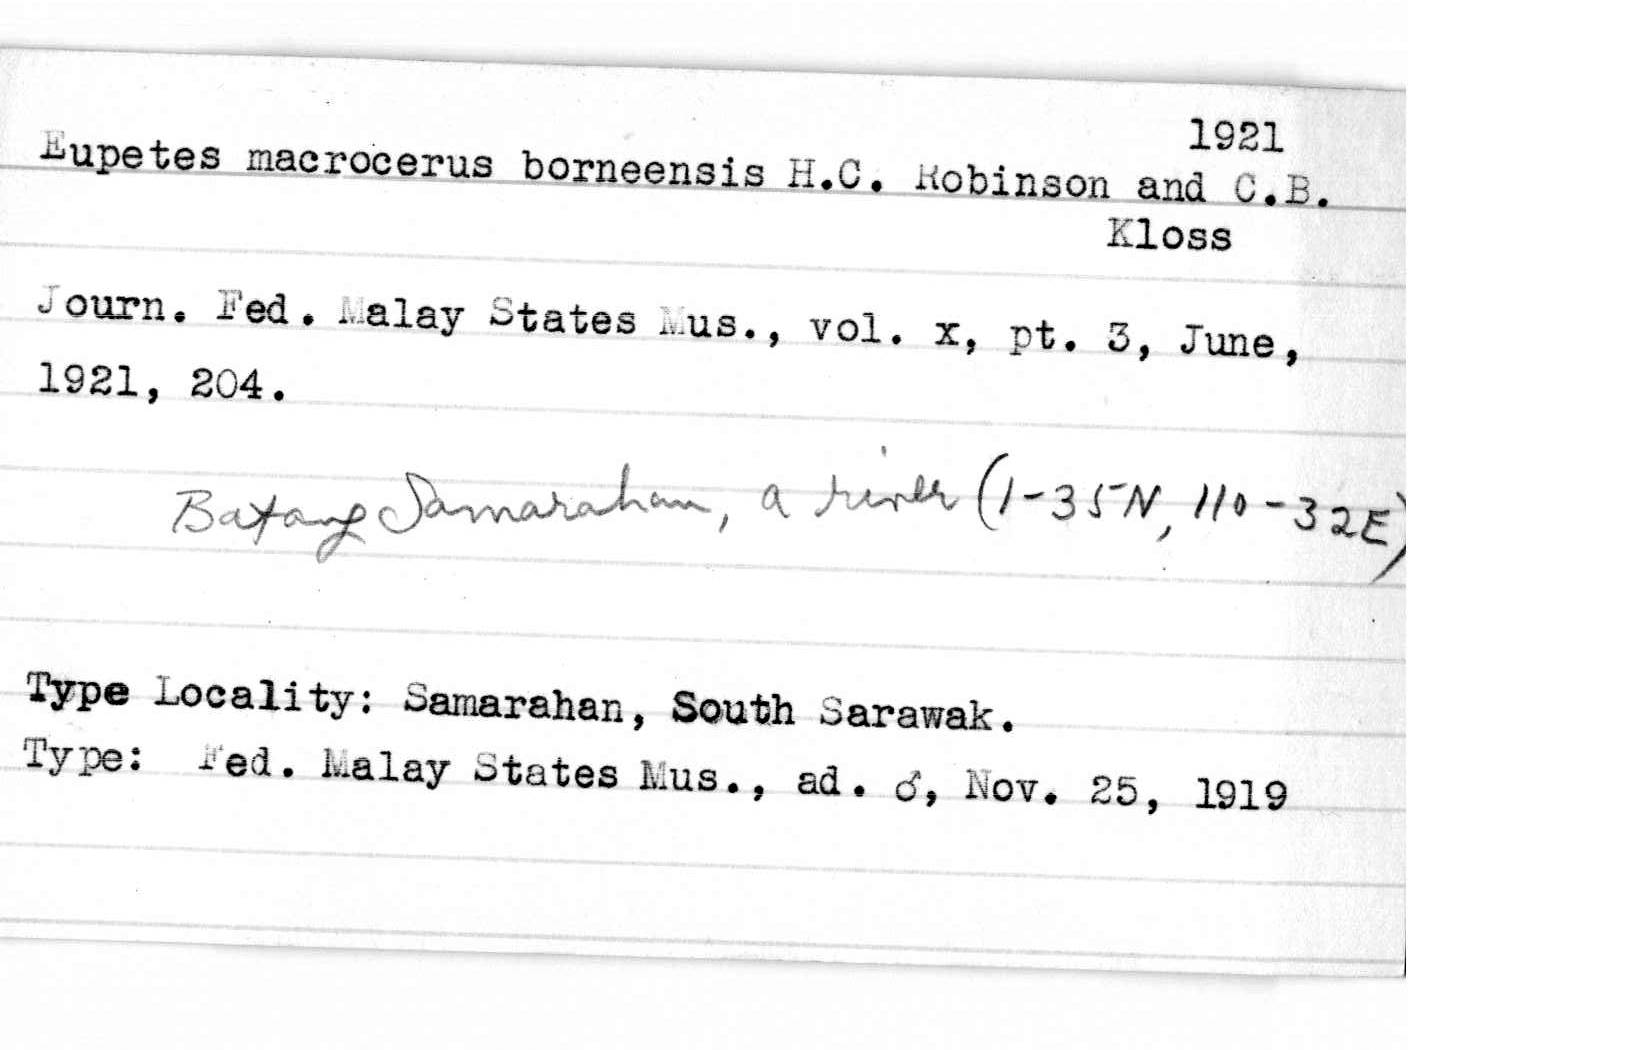 1921
Eupetes macrocerus borneensis H.C. Robinson and C.B.
Kloss
Journ. Fed. Malay States Mus., vol. x, pt. 3, June,
1921, 204.
Batang Samarahan, a river (1-35N, 110-32E)
Type Locality: Samarahan, South Sarawak.
Type: Fed. Malay States Mus., ad. ♂, Nov. 25, 1919